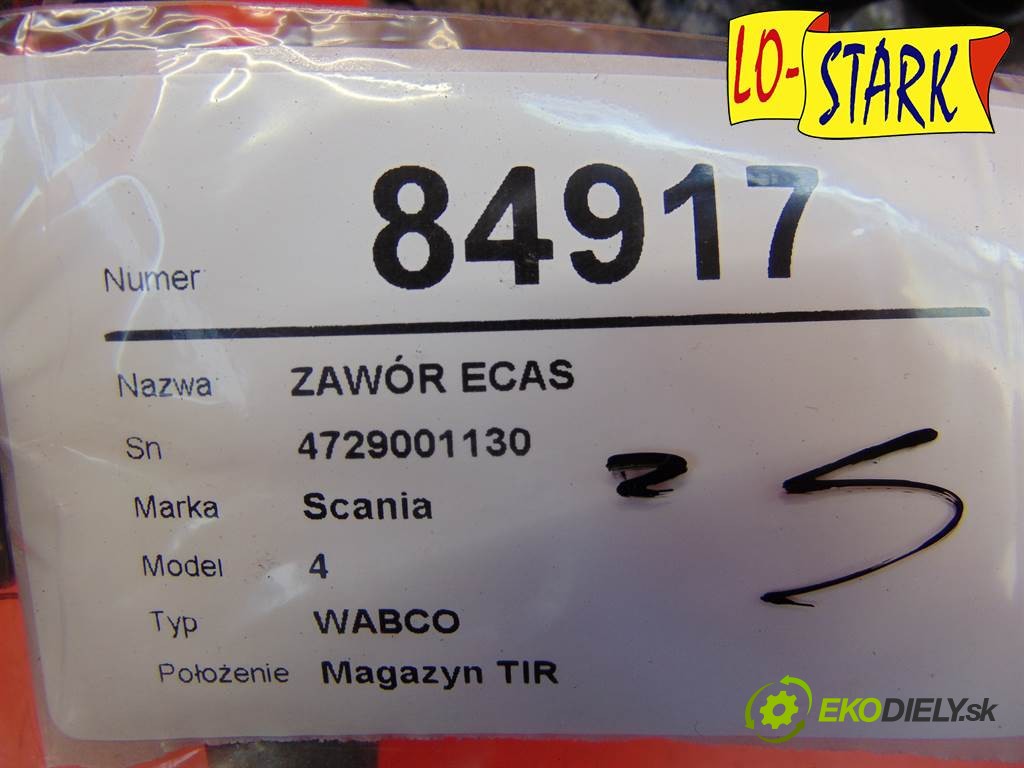 LO-STARK
Numer 84917
Nazwa ZAWÓR ECAS
Sn 4729001130
Marka Scania
Model 4
Typ WABCO
Położenie Magazyn TIR
EKODIELY.sk